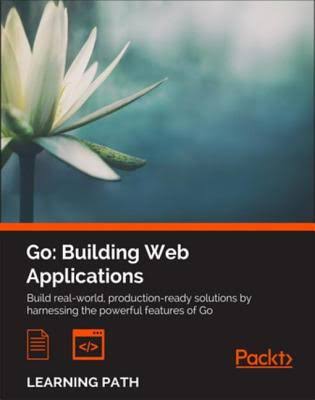 Go: Building Web
Applications
Build real-world, production-ready solutions by
harnessing the powerful features of Go
</>
Packt>
LEARNING PATH